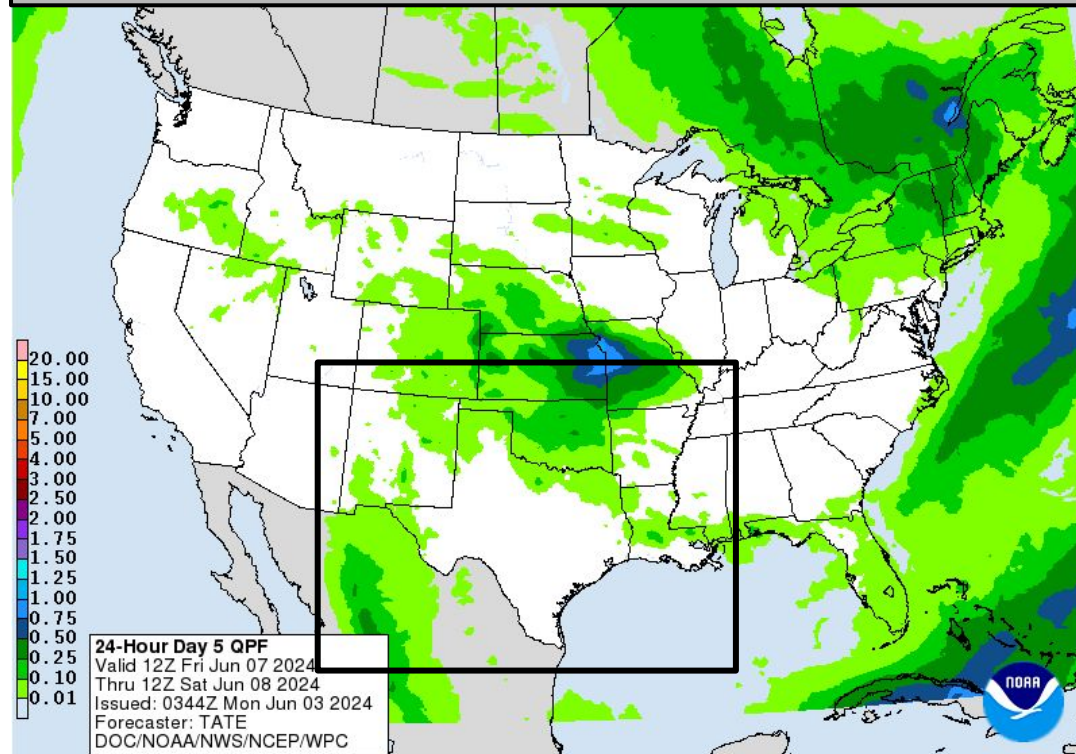 20.00
15.00
10.00
7.00
5.00
4.00
3.00
2.50
2.00
1.75
1.50
1.25
1.00
0.75
0.50
0.25
0.10
0.01
24-Hour Day 5 QPF
Valid 12Z Fri Jun 07 2024
Thru 12Z Sat Jun 08 2024
Issued: 0344Z Mon Jun 03 2024
Forecaster: TATE
DOC/NOAA/NWS/NCEP/WPC
NOAA